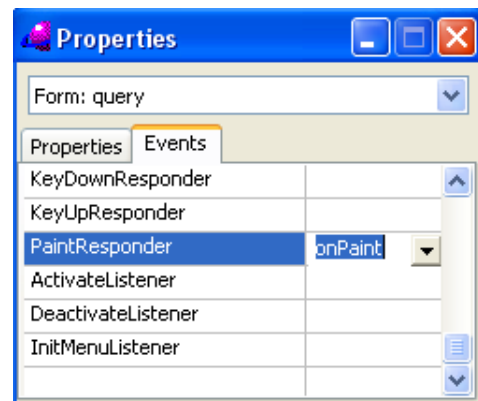 Properties
Form: query
Properties Events
KeyDownResponder
KeyUpResponder
PaintResponder onPaint
ActivateListener
DeactivateListener
InitMenuListener